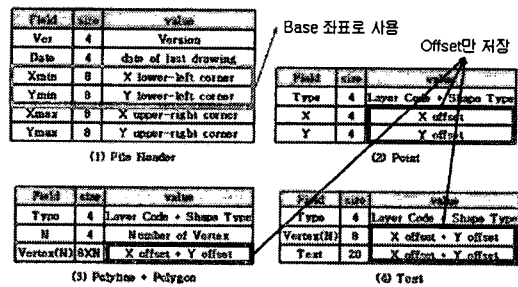 Field size value
Ver 4 Version
Date 4 date of last drawing
Xmin 8 X lower-left corner
Ymin 8 Y lower-left corner
Xmax 8 X upper-right corner
Ymax 8 Y upper-right corner
(1) File Header
Base 좌표로 사용
Offset만 저장
Field size value
Type 4 Layer Code + Shape Type
X 4 X offset
Y 4 Y offset
(2) Point
Field size value
Type 4 Layer Code + Shape Type
N 4 Number of Vertex
Vertex(N) 8XN X offset + Y offset
(3) Polyline + Polygon
Field size value
Type 4 Layer Code + Shape Type
Vertex(N) 8 X offset + Y offset
Text 20 X offset + Y offset
(4) Text